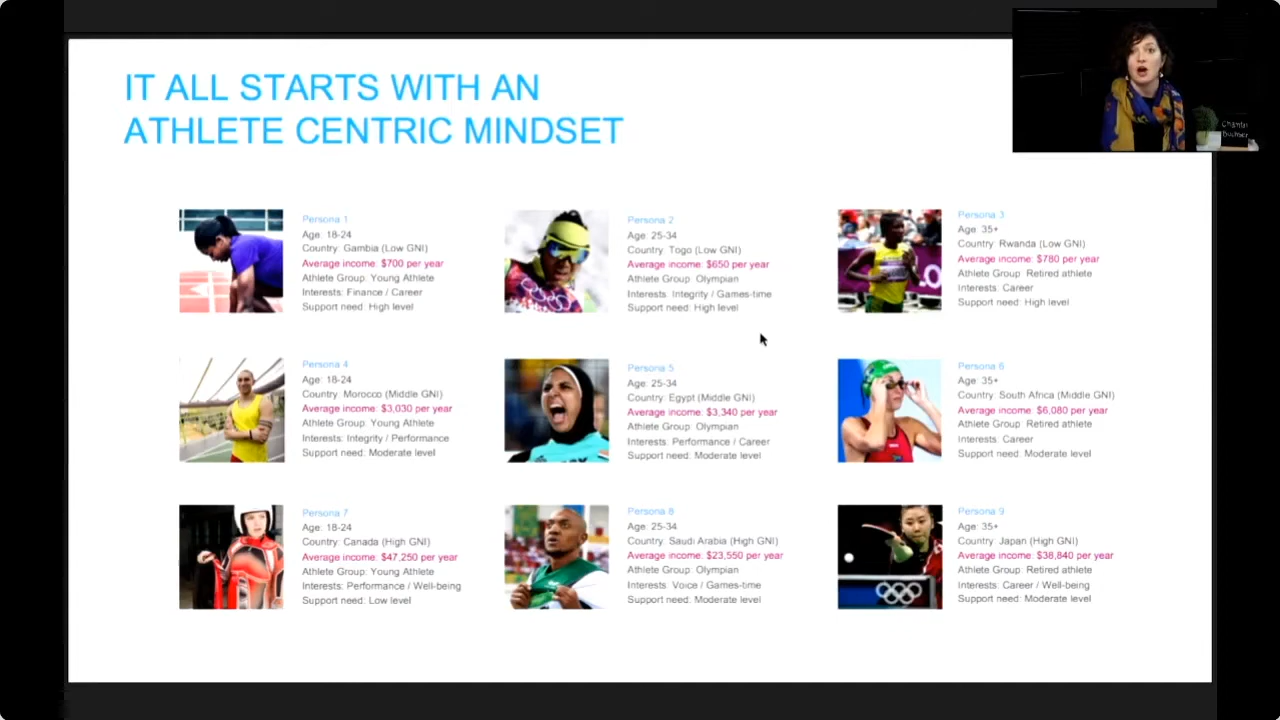 IT ALL STARTS WITH AN
ATHLETE CENTRIC MINDSET
Chantal
Buchser
Persona 1
Age: 18-24
Country: Gambia (Low GNI)
Average income: $700 per year
Athlete Group: Young Athlete
Interests: Finance / Career
Support need: High level
Persona 2
Age: 25-34
Country: Togo (Low GNI)
Average income: $650 per year
Athlete Group: Olympian
Interests: Integrity / Games-time
Support need: High level
Persona 3
Age: 35+
Country: Rwanda (Low GNI)
Average income: $780 per year
Athlete Group: Retired athlete
Interests: Career
Support need: High level
Persona 4
Age: 18-24
Country: Morocco (Middle GNI)
Average income: $3,030 per year
Athlete Group: Young Athlete
Interests: Integrity / Performance
Support need: Moderate level
Persona 5
Age: 25-34
Country: Egypt (Middle GNI)
Average income: $3,340 per year
Athlete Group: Olympian
Interests: Performance / Career
Support need: Moderate level
Persona 6
Age: 35+
Country: South Africa (Middle GNI)
Average income: $6,080 per year
Athlete Group: Retired athlete
Interests: Career
Support need: Moderate level
Persona 7
Age: 18-24
Country: Canada (High GNI)
Average income: $47,250 per year
Athlete Group: Young Athlete
Interests: Performance / Well-being
Support need: Low level
Persona 8
Age: 25-34
Country: Saudi Arabia (High GNI)
Average income: $23,550 per year
Athlete Group: Olympian
Interests: Voice / Games-time
Support need: Moderate level
Persona 9
Age: 35+
Country: Japan (High GNI)
Average income: $38,840 per year
Athlete Group: Retired athlete
Interests: Career / Well-being
Support need: Moderate level